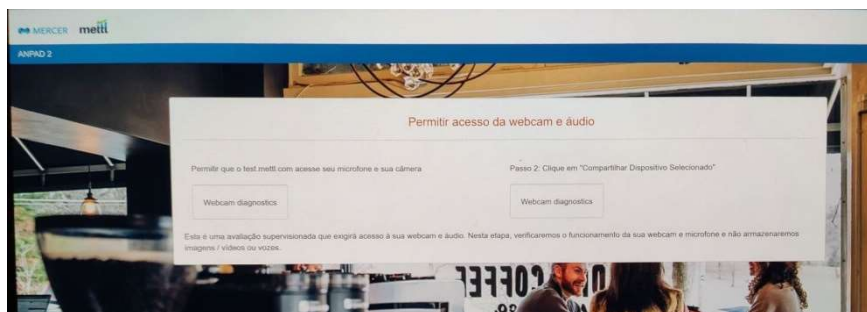 MERCER mettl
ANPAD 2
Permitir acesso da webcam e áudio
Permitir que o test.mettl.com acesse seu microfone e sua câmera
Passo 2: Clique em "Compartilhar Dispositivo Selecionado"
Webcam diagnostics
Webcam diagnostics
Esta é uma avaliação supervisionada que exigirá acesso à sua webcam e áudio. Nesta etapa, verificaremos o funcionamento da sua webcam e microfone e não armazenaremos
imagens / vídeos ou vozes.
COFFEE